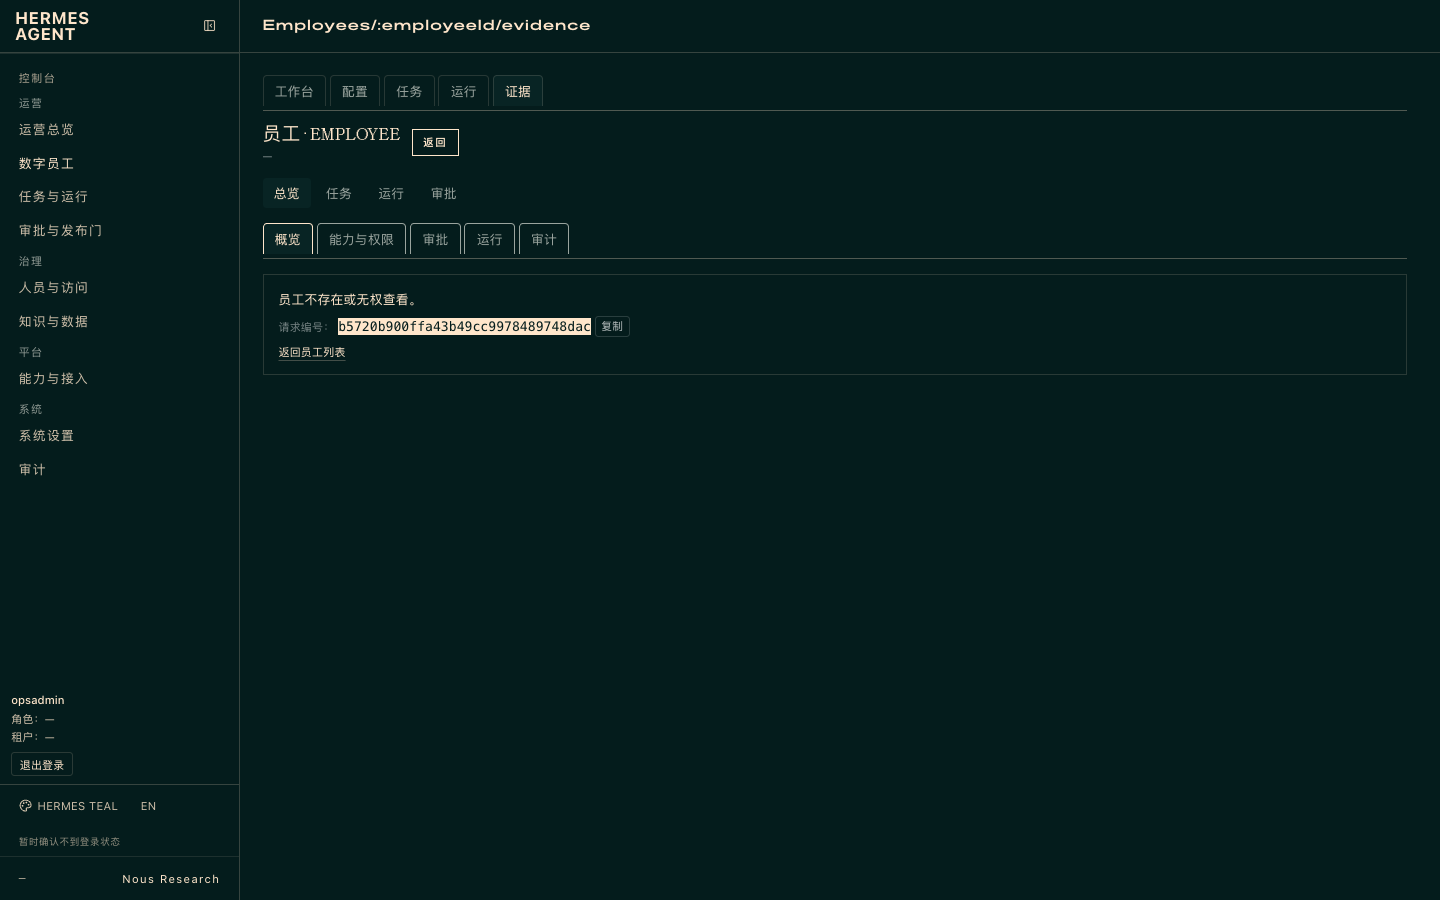 HERMES
AGENT
Employees/:employeeId/evidence
控制台
运营
运营总览
数字员工
任务与运行
审批与发布门
治理
人员与访问
知识与数据
平台
能力与接入
系统
系统设置
审计
工作台 配置 任务 运行 证据
员工 · EMPLOYEE 返回
—
总览 任务 运行 审批
概览 能力与权限 审批 运行 审计
员工不存在或无权查看。
请求编号: b5720b900ffa43b49cc9978489748dac 复制
返回员工列表
opsadmin
角色: —
租户: —
退出登录
HERMES TEAL EN
暂时确认不到登录状态
— Nous Research